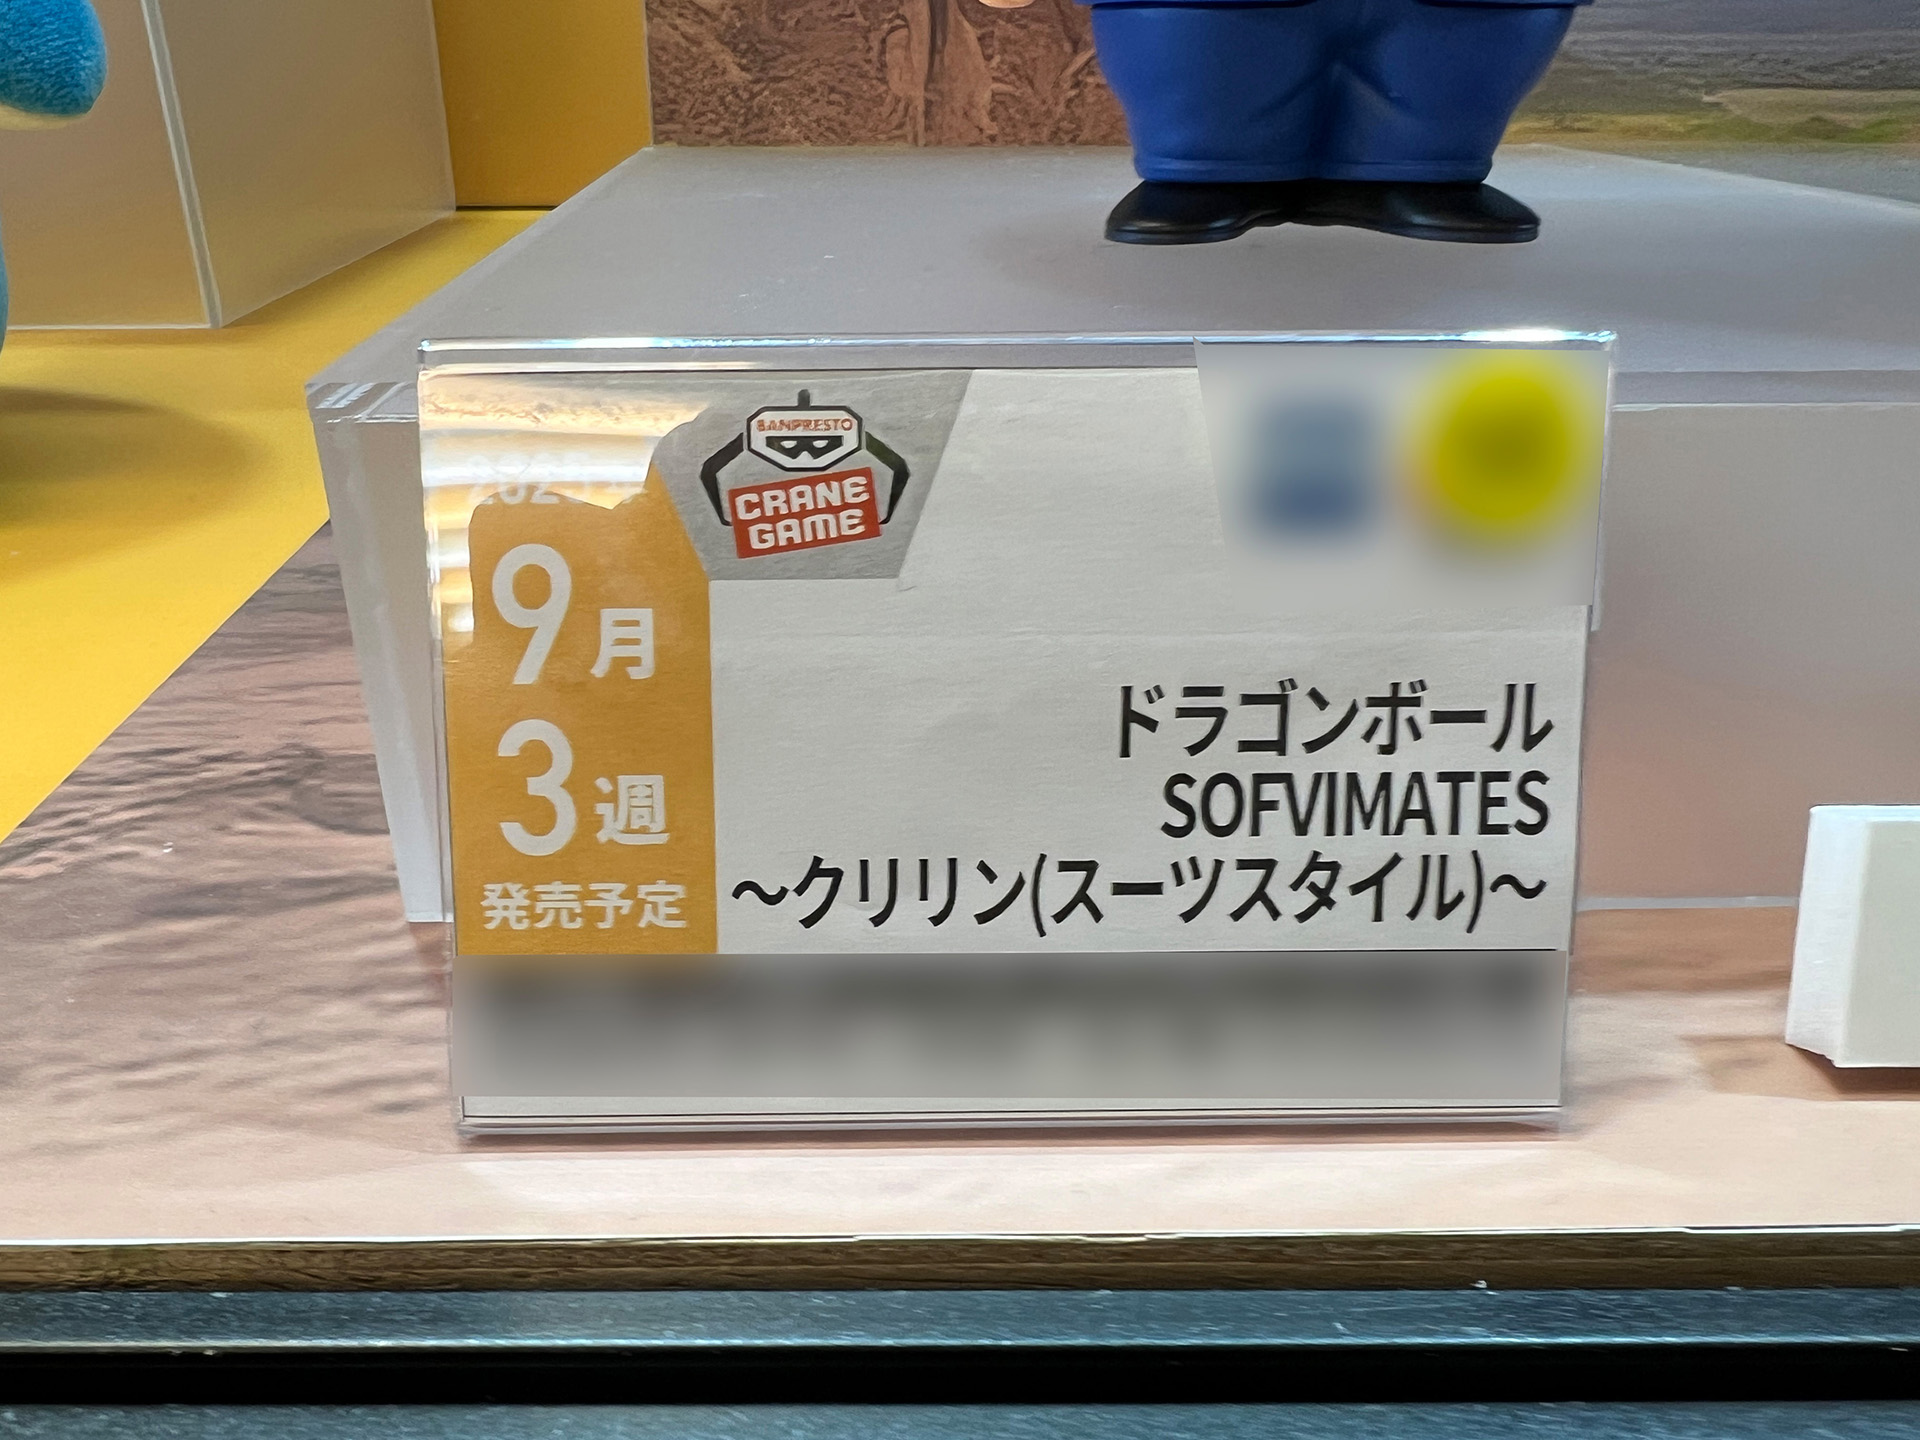 BANPRESTO
CRANE
GAME
9月
3週
発売予定
ドラゴンボール
SOFVIMATES
～クリリン(スーツスタイル)～